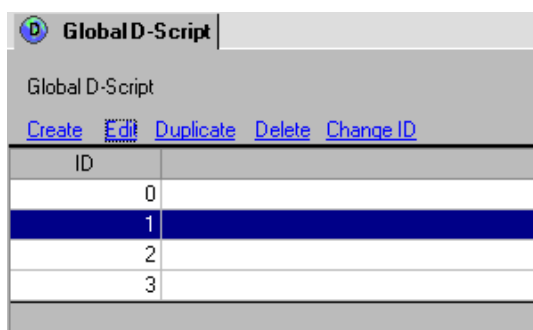 D Global D-Script
Global D-Script
Create Edit Duplicate Delete Change ID
ID
0
1
2
3